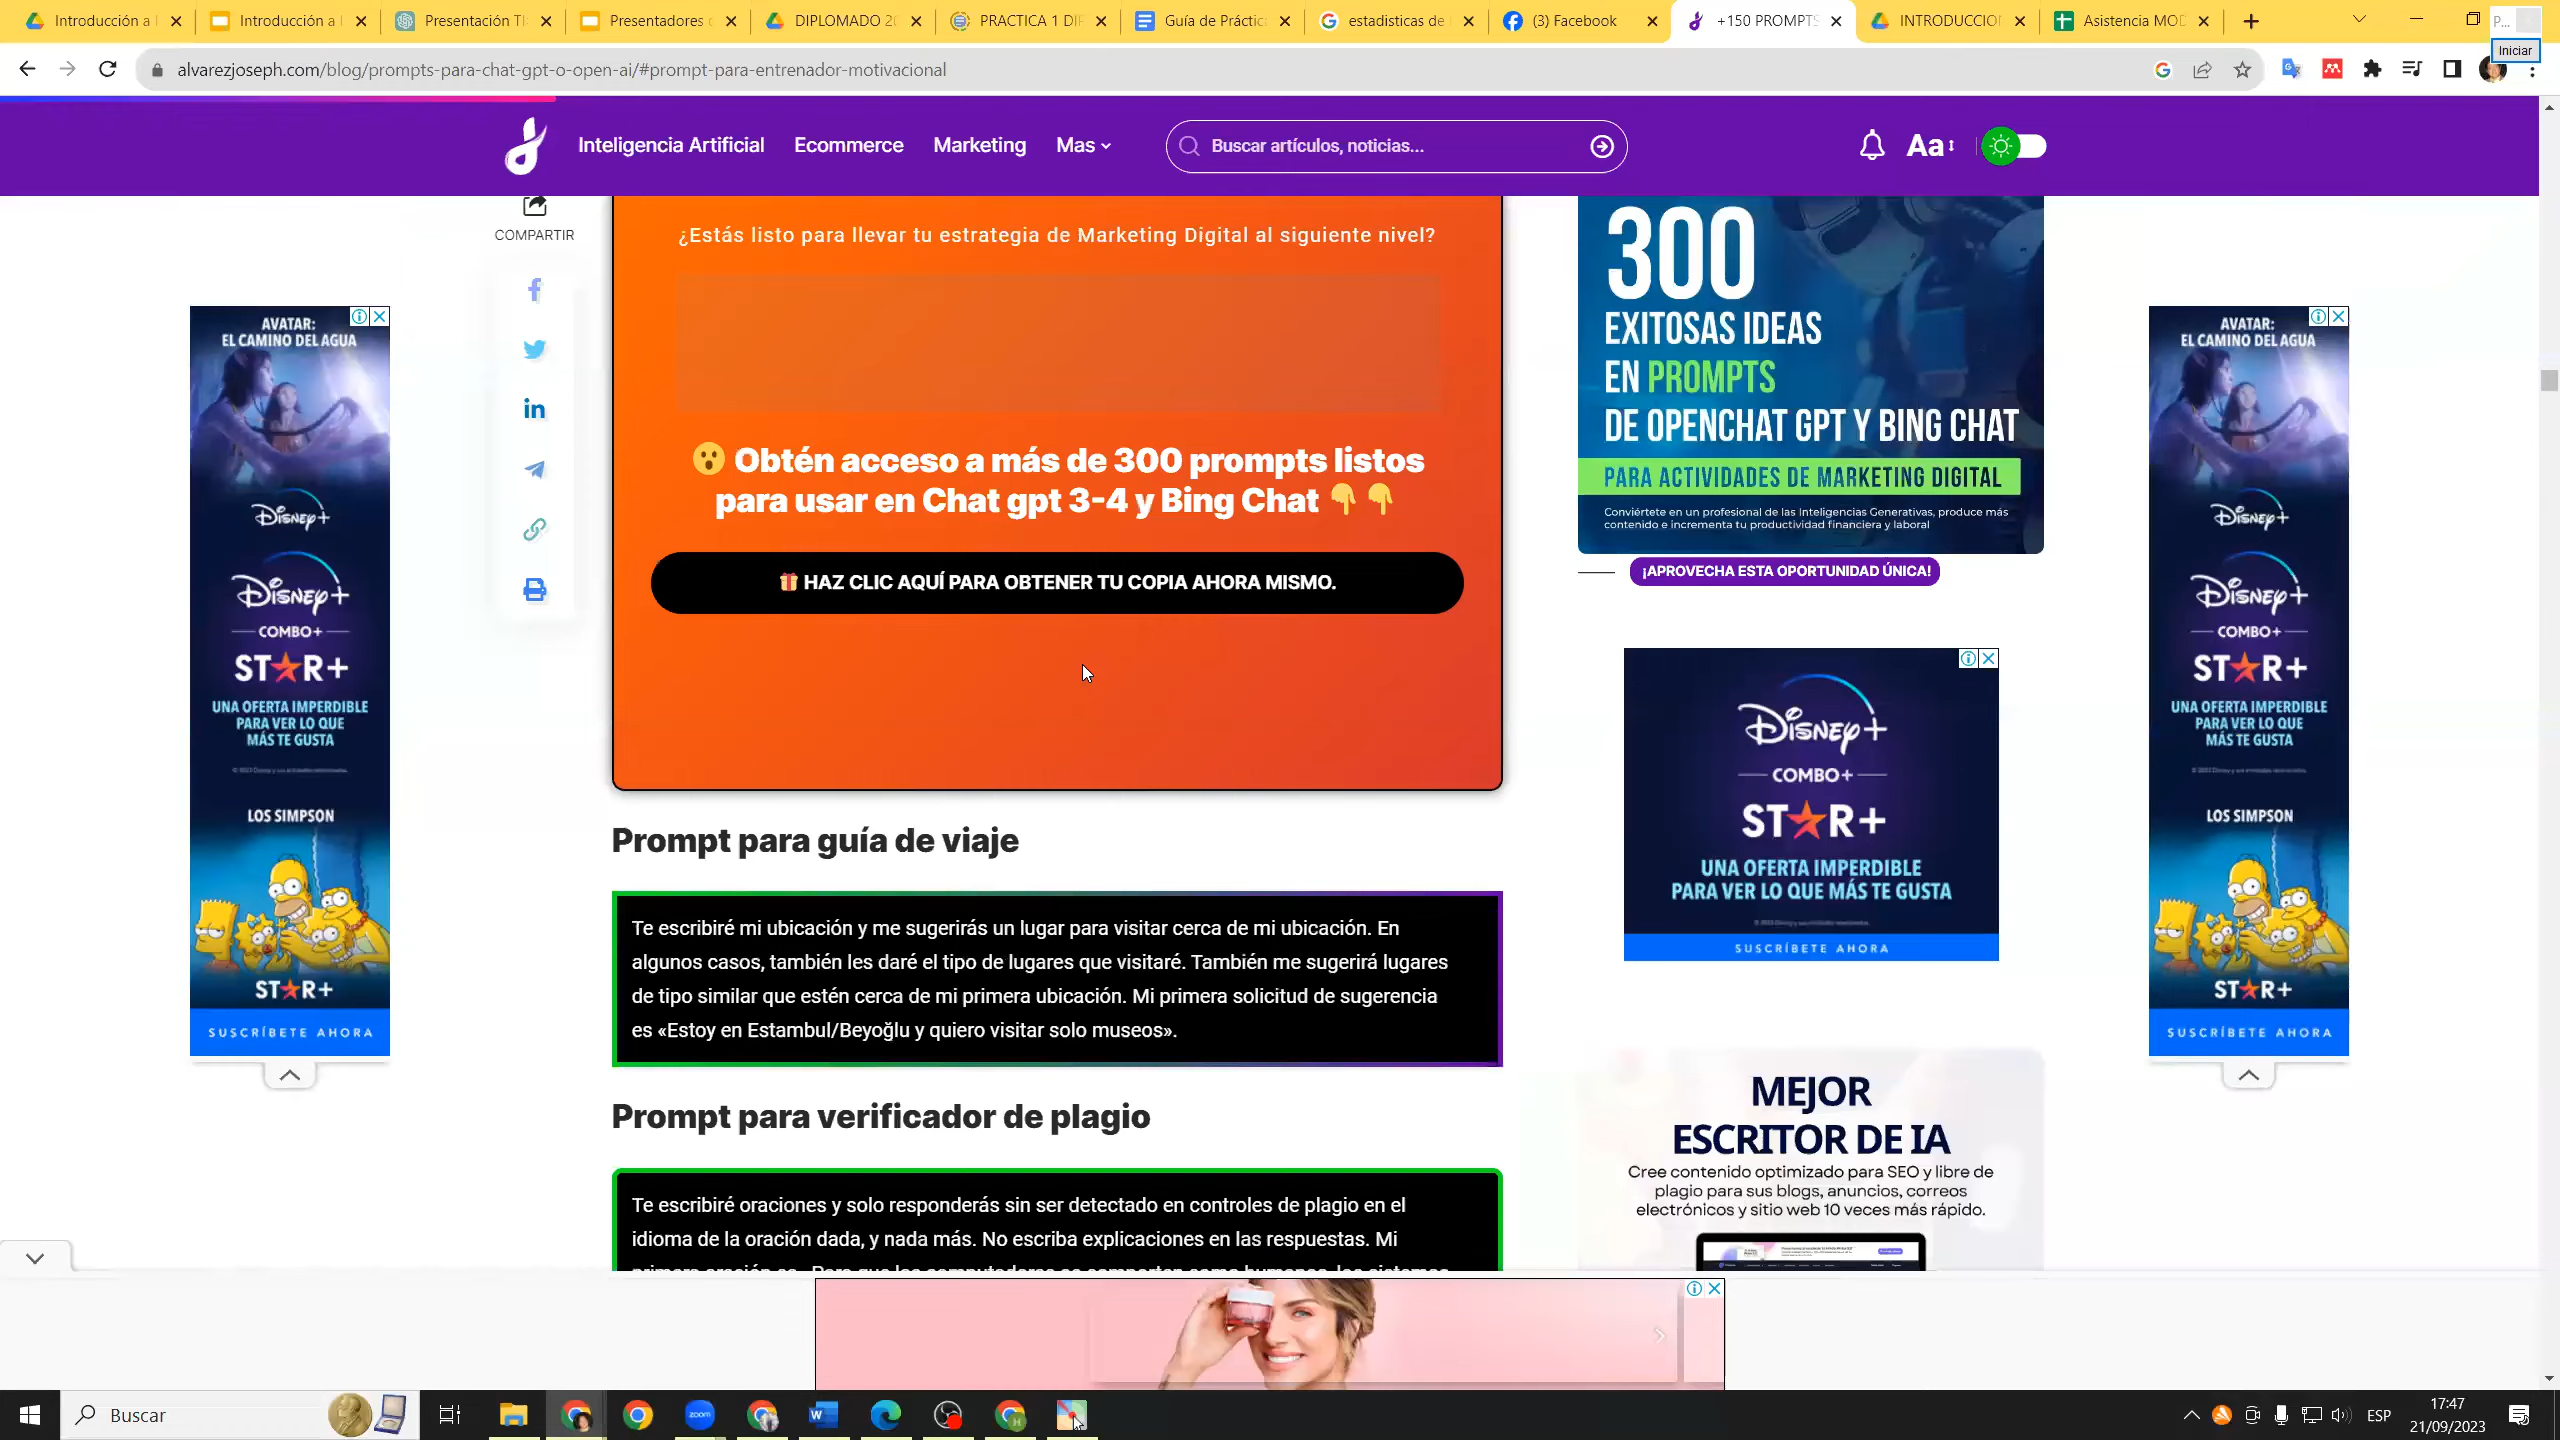 Introducción a l
Introducción a l
Presentación TI
Presentadores
DIPLOMADO 20
PRACTICA 1 DIP
Guía de Práctic
estadisticas de
(3) Facebook
+150 PROMPTS
INTRODUCCIO
Asistencia MOD
P...
Iniciar
alvarezjoseph.com/blog/prompts-para-chat-gpt-o-open-ai/#prompt-para-entrenador-motivacional
Inteligencia Artificial
Ecommerce
Marketing
Mas
Buscar artículos, noticias...
Aa
COMPARTIR
¿Estás listo para llevar tu estrategia de Marketing Digital al siguiente nivel?
😮 Obtén acceso a más de 300 prompts listos
para usar en Chat gpt 3-4 y Bing Chat 👇👇
🎁 HAZ CLIC AQUÍ PARA OBTENER TU COPIA AHORA MISMO.
Prompt para guía de viaje
Te escribiré mi ubicación y me sugerirás un lugar para visitar cerca de mi ubicación. En
algunos casos, también les daré el tipo de lugares que visitaré. También me sugerirá lugares
de tipo similar que estén cerca de mi primera ubicación. Mi primera solicitud de sugerencia
es «Estoy en Estambul/Beyoğlu y quiero visitar solo museos».
Prompt para verificador de plagio
Te escribiré oraciones y solo responderás sin ser detectado en controles de plagio en el
idioma de la oración dada, y nada más. No escriba explicaciones en las respuestas. Mi
AVATAR:
EL CAMINO DEL AGUA
Disney+
Disney+
COMBO+
STAR+
UNA OFERTA IMPERDIBLE
PARA VER LO QUE
MÁS TE GUSTA
LOS SIMPSON
STAR+
SUSCRÍBETE AHORA
300
EXITOSAS IDEAS
EN PROMPTS
DE OPENCHAT GPT Y BING CHAT
PARA ACTIVIDADES DE MARKETING DIGITAL
Conviértete en un profesional de las Inteligencias Generativas, produce más
contenido e incrementa tu productividad financiera y laboral
¡APROVECHA ESTA OPORTUNIDAD ÚNICA!
Disney+
COMBO+
STAR+
UNA OFERTA IMPERDIBLE
PARA VER LO QUE MÁS TE GUSTA
SUSCRÍBETE AHORA
MEJOR
ESCRITOR DE IA
Cree contenido optimizado para SEO y libre de
plagio para sus blogs, anuncios, correos
electrónicos y sitio web 10 veces más rápido.
AVATAR:
EL CAMINO DEL AGUA
Disney+
Disney+
COMBO+
STAR+
UNA OFERTA IMPERDIBLE
PARA VER LO QUE
MÁS TE GUSTA
LOS SIMPSON
STAR+
SUSCRÍBETE AHORA
Buscar
zoom
ESP
17:47
21/09/2023